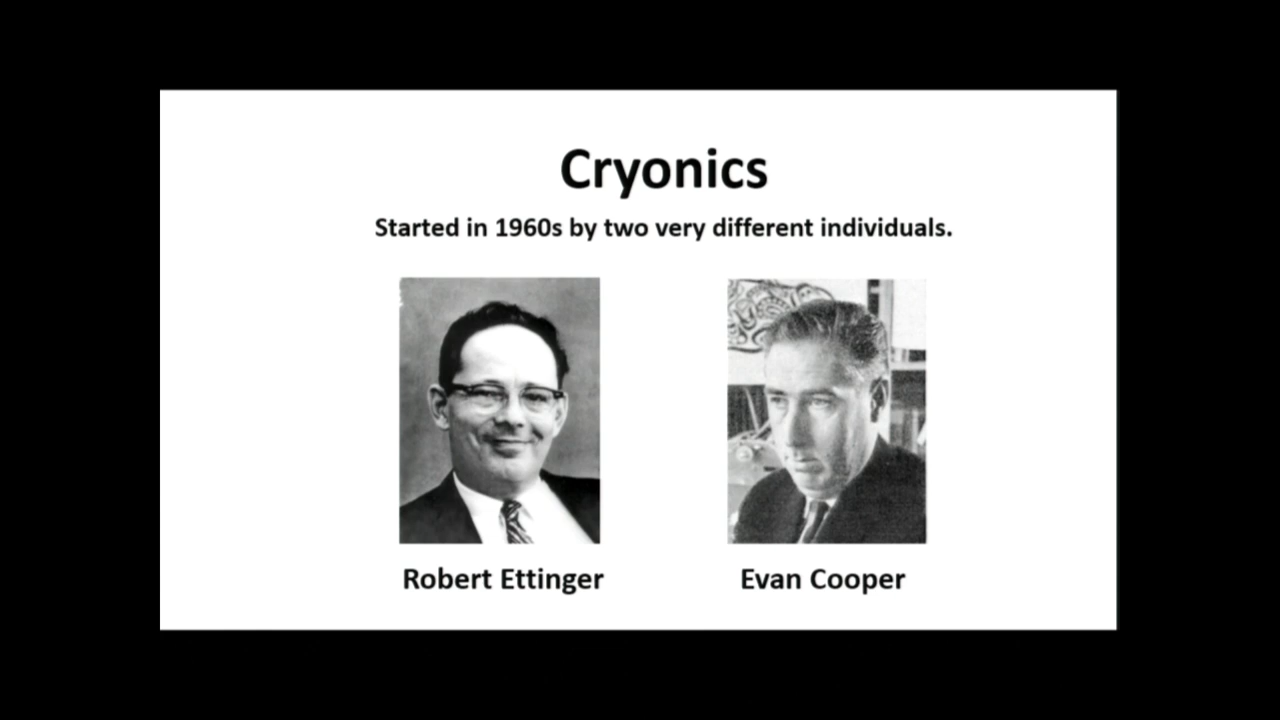 Cryonics
Started in 1960s by two very different individuals.
Robert Ettinger
Evan Cooper